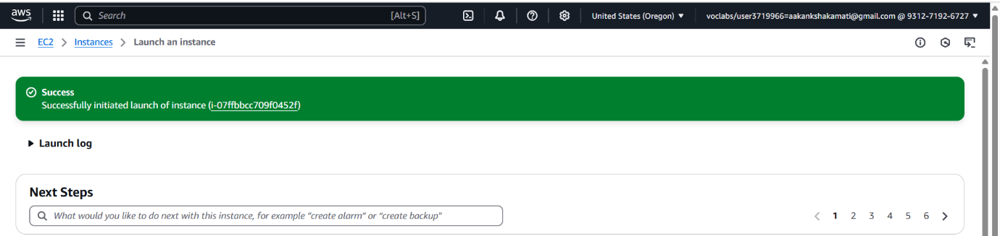 aws
Search [Alt+S]
United States (Oregon)
voclabs/user3719966=aakankshakamati@gmail.com @ 9312-7192-6727
EC2 Instances Launch an instance
Success
Successfully initiated launch of instance (i-07ffbbcc709f0452f)
Launch log
Next Steps
What would you like to do next with this instance, for example "create alarm" or "create backup"
1 2 3 4 5 6